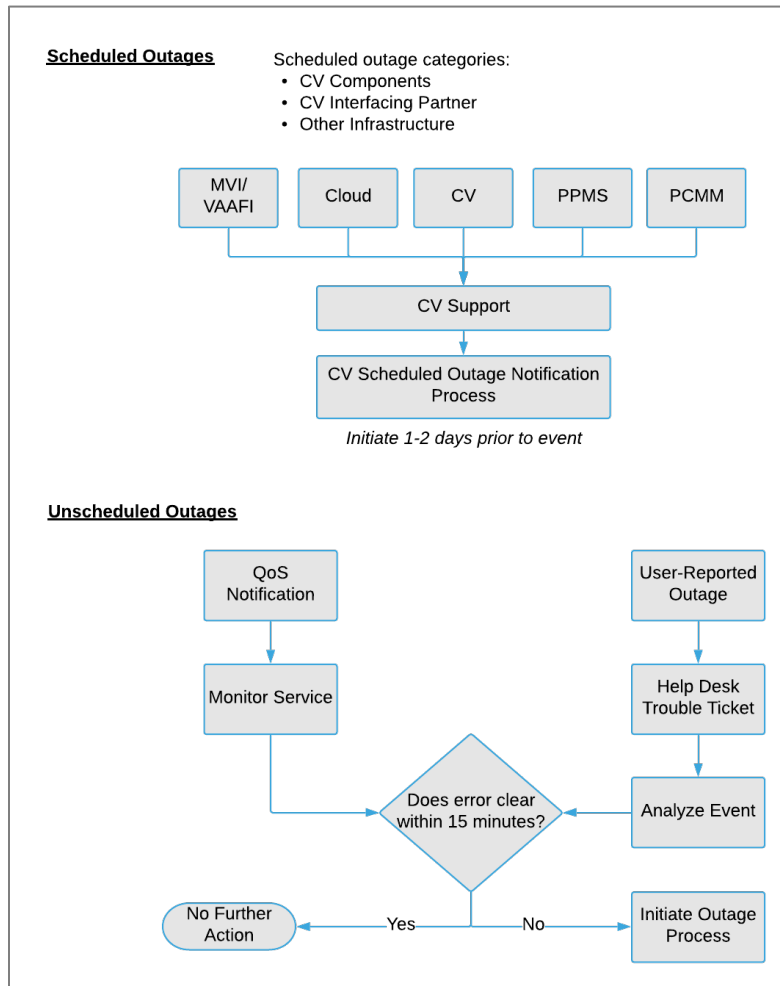 Scheduled Outages
Scheduled outage categories:
• CV Components
• CV Interfacing Partner
• Other Infrastructure
MVI/
VAAFI
Cloud
CV
PPMS
PCMM
CV Support
CV Scheduled Outage Notification
Process
Initiate 1-2 days prior to event
Unscheduled Outages
QoS
Notification
User-Reported
Outage
Monitor Service
Help Desk
Trouble Ticket
Does error clear
within 15 minutes?
Analyze Event
No Further
Action
Yes
No
Initiate Outage
Process